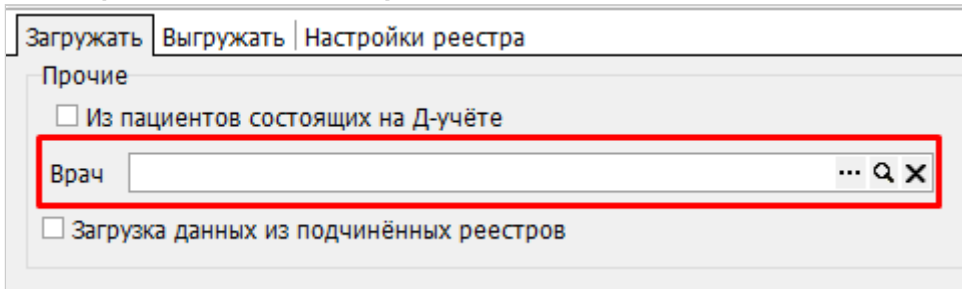 Загружать Выгружать Настройки реестра
Прочие
Из пациентов состоящих на Д-учёте
Врач
Загрузка данных из подчинённых реестров